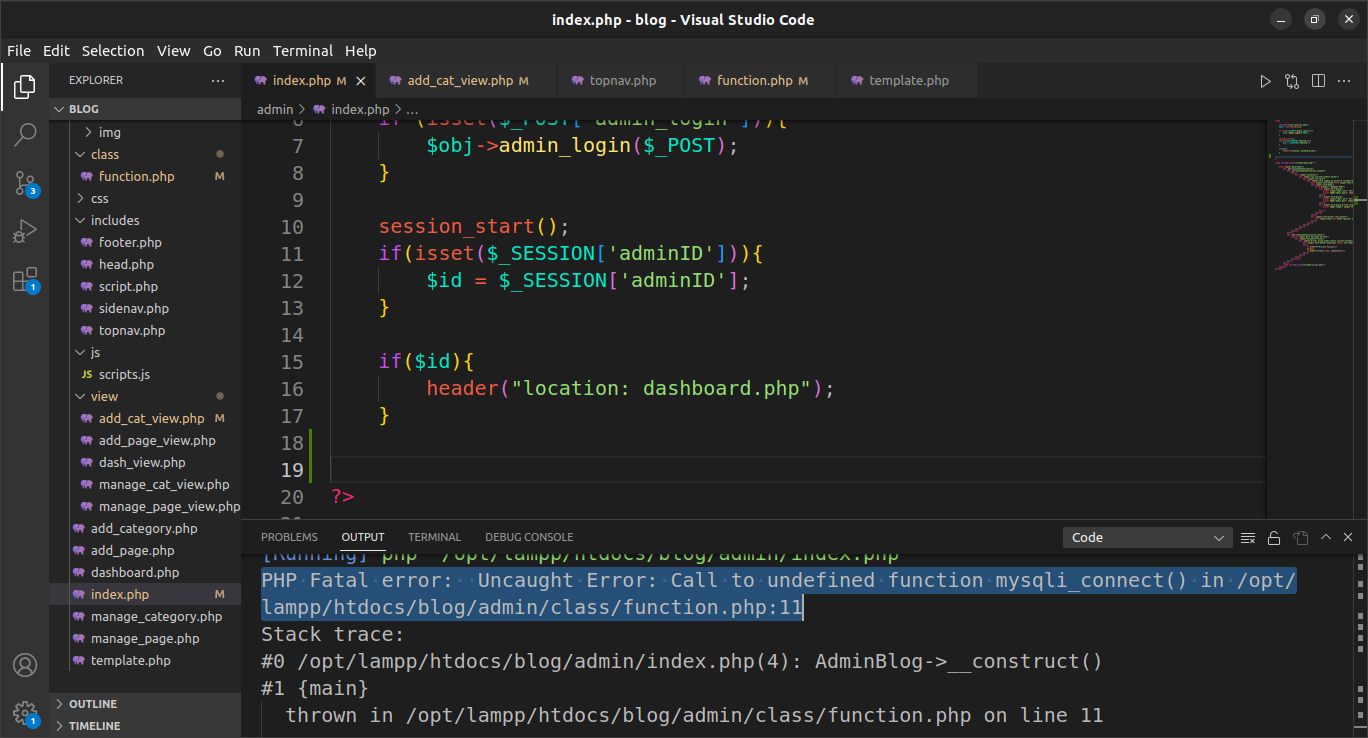 index.php - blog - Visual Studio Code
File Edit Selection View Go Run Terminal Help
EXPLORER
BLOG
img
class
function.php M
css
includes
footer.php
head.php
script.php
sidenav.php
topnav.php
js
JS scripts.js
view
add_cat_view.php M
add_page_view.php
dash_view.php
manage_cat_view.php
manage_page_view.php
add_category.php
add_page.php
dashboard.php
index.php M
manage_category.php
manage_page.php
template.php
OUTLINE
TIMELINE
3
1
1
index.php M add_cat_view.php M topnav.php function.php M template.php
admin > index.php > ...
6 if (isset($_POST['admin_login'])){
7 $obj->admin_login($_POST);
8 }
9
10 session_start();
11 if(isset($_SESSION['adminID'])){
12 $id = $_SESSION['adminID'];
13 }
14
15 if($id){
16 header("location: dashboard.php");
17 }
18
19
20 ?>
PROBLEMS OUTPUT TERMINAL DEBUG CONSOLE Code
[Running] php "/opt/lampp/htdocs/blog/admin/index.php"
PHP Fatal error:  Uncaught Error: Call to undefined function mysqli_connect() in /opt/
lampp/htdocs/blog/admin/class/function.php:11
Stack trace:
#0 /opt/lampp/htdocs/blog/admin/index.php(4): AdminBlog->__construct()
#1 {main}
thrown in /opt/lampp/htdocs/blog/admin/class/function.php on line 11